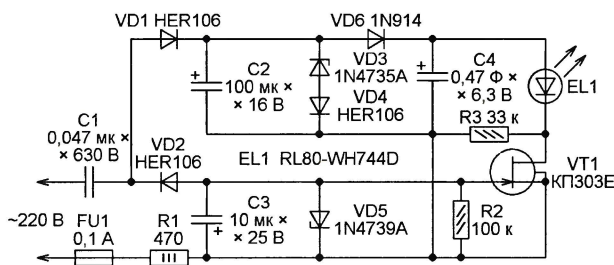 VD1 HER106
VD6 1N914
C2
100 мк ×
× 16 В
VD3
1N4735A
VD4
HER106
C4
0,47 Ф ×
× 6,3 В
EL1
R3 33 к
C1
0,047 мк ×
× 630 В
VD2
HER106
EL1 RL80-WH744D
VT1
КП303Е
~220 В
FU1
0,1 А
R1
470
C3
10 мк ×
× 25 В
VD5
1N4739A
R2
100 к